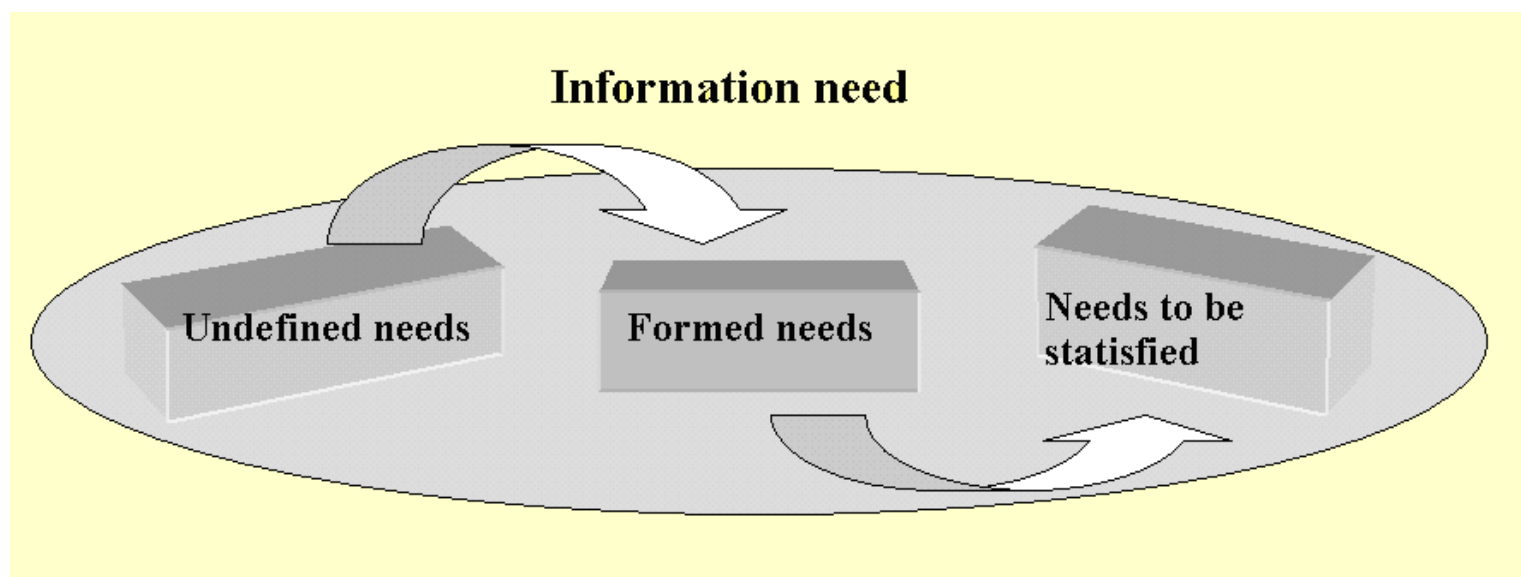 Information need
Undefined needs
Formed needs
Needs to be
statisfied